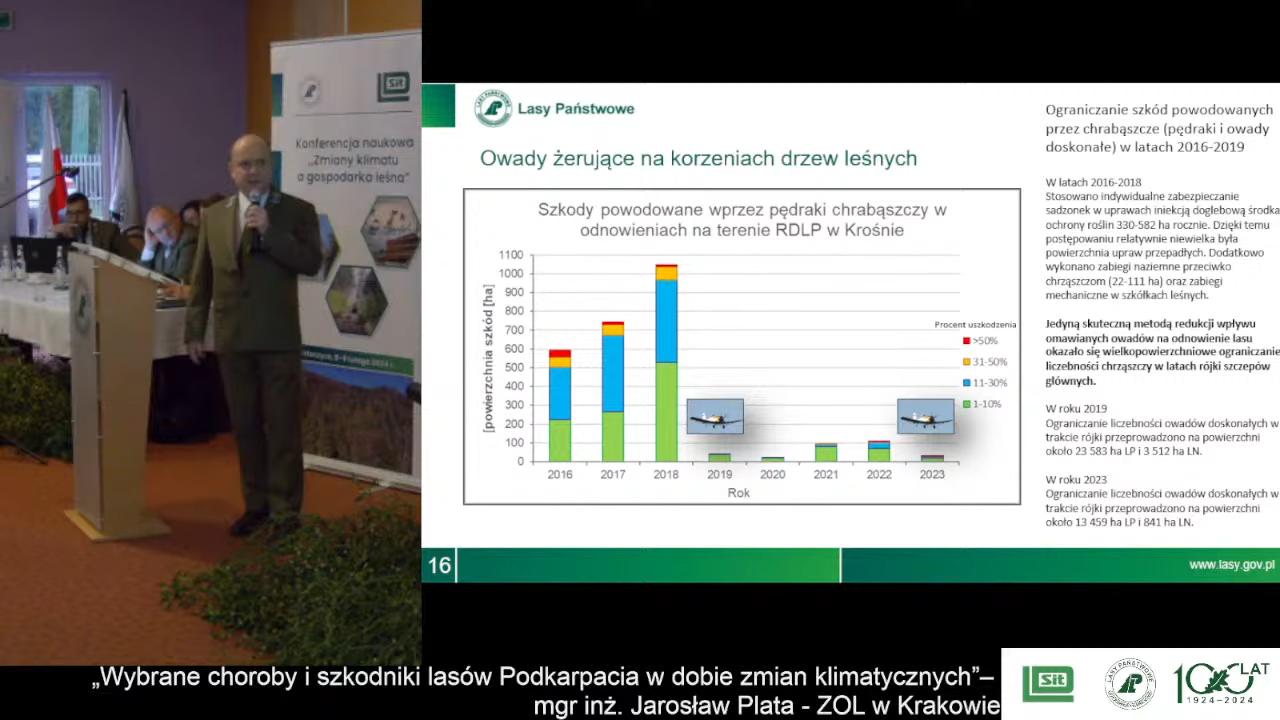 Sit
Konferencja naukowa
„Zmiany klimatu
a gospodarka leśna”
Lasy Państwowe
Owady żerujące na korzeniach drzew leśnych
Szkody powodowane wprzez pędraki chrabąszczy w
odnowieniach na terenie RDLP w Krośnie
[powierzchnia szkód [ha]
1100
1000
900
800
700
600
500
400
300
200
100
0
2016 2017 2018 2019 2020 2021 2022 2023
Rok
Procent uszkodzenia
>50%
31-50%
11-30%
1-10%
Ograniczanie szkód powodowanych
przez chrabąszcze (pędraki i owady
doskonałe) w latach 2016-2019
W latach 2016-2018
Stosowano indywidualne zabezpieczanie
sadzonek w uprawach iniekcją doglebową środka
ochrony roślin 330-582 ha rocznie. Dzięki temu
postępowaniu relatywnie niewielka była
powierzchnia upraw przepadłych. Dodatkowo
wykonano zabiegi naziemne przeciwko
chrząszczom (22-111 ha) oraz zabiegi
mechaniczne w szkółkach leśnych.
Jedyną skuteczną metodą redukcji wpływu
omawianych owadów na odnowienie lasu
okazało się wielkopowierzchniowe ograniczanie
liczebności chrząszczy w latach rójki szczepów
głównych.
W roku 2019
Ograniczanie liczebności owadów doskonałych w
trakcie rójki przeprowadzono na powierzchni
około 23 583 ha LP i 3 512 ha LN.
W roku 2023
Ograniczanie liczebności owadów doskonałych w
trakcie rójki przeprowadzono na powierzchni
około 13 459 ha LP i 841 ha LN.
16
www.lasy.gov.pl
„Wybrane choroby i szkodniki lasów Podkarpacia w dobie zmian klimatycznych”–
mgr inż. Jarosław Plata - ZOL w Krakowie
Sit
LASY PAŃSTWOWE
100 LAT
1924-2024